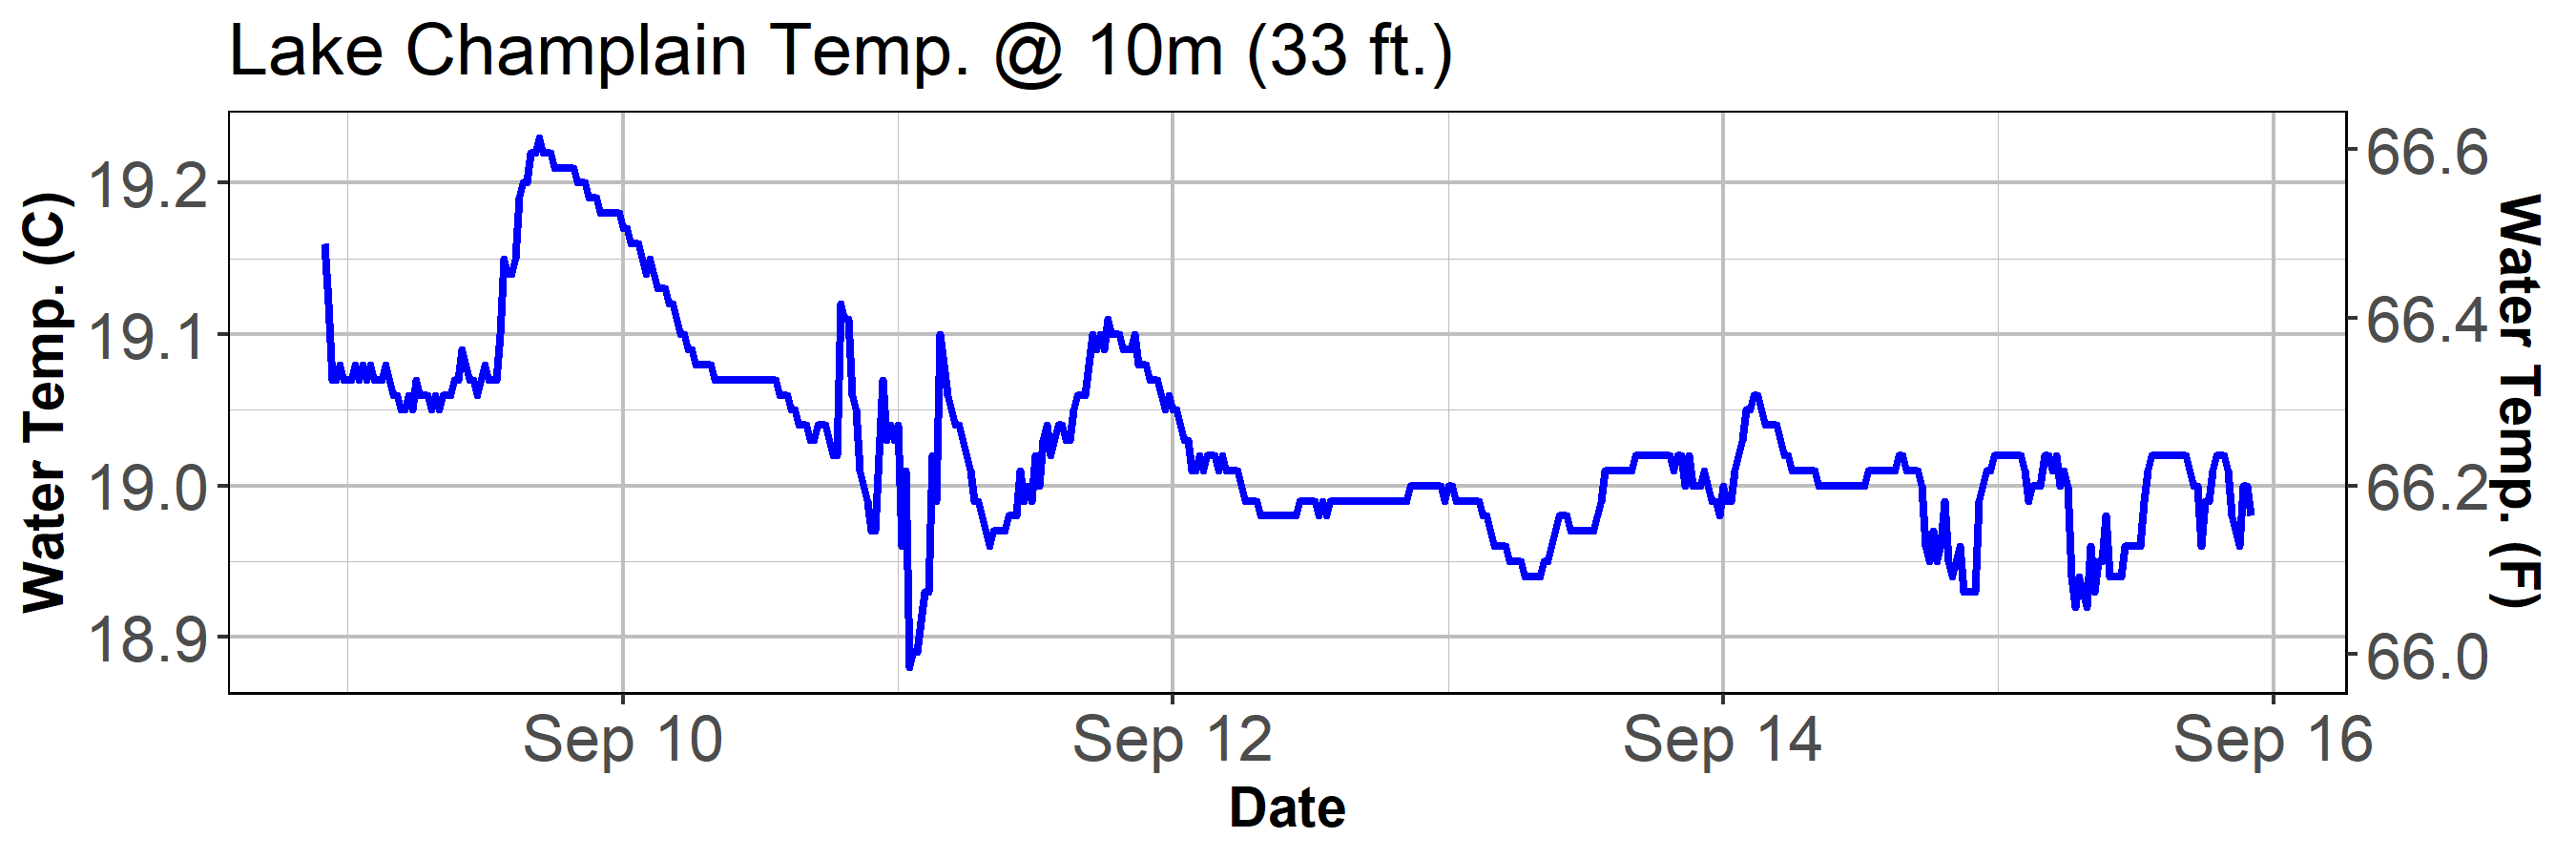 Lake Champlain Temp. @ 10m (33 ft.)
Water Temp. (C)
19.2
19.1
19.0
18.9
66.6
66.4
66.2
66.0
Water Temp. (F)
Sep 10
Sep 12
Sep 14
Sep 16
Date